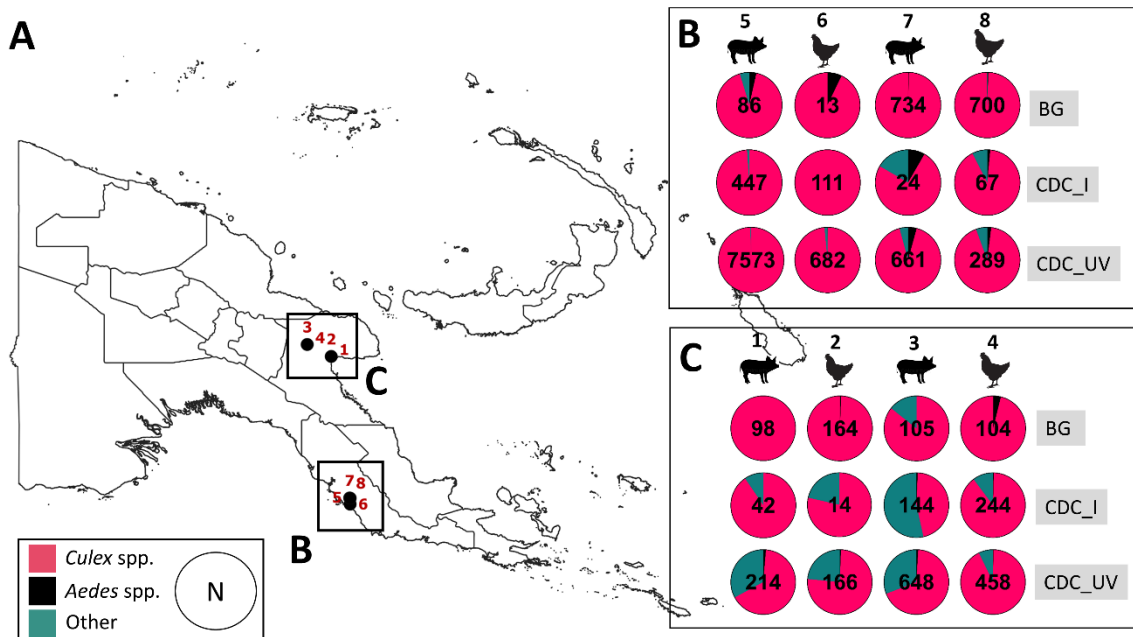 A
3
4
2
1
C
7
8
5
6
B
Culex spp.
Aedes spp.
Other
N
B
5 6 7 8
86 13 734 700 BG
447 111 24 67 CDC_I
7573 682 661 289 CDC_UV
C
1 2 3 4
98 164 105 104 BG
42 14 144 244 CDC_I
214 166 648 458 CDC_UV